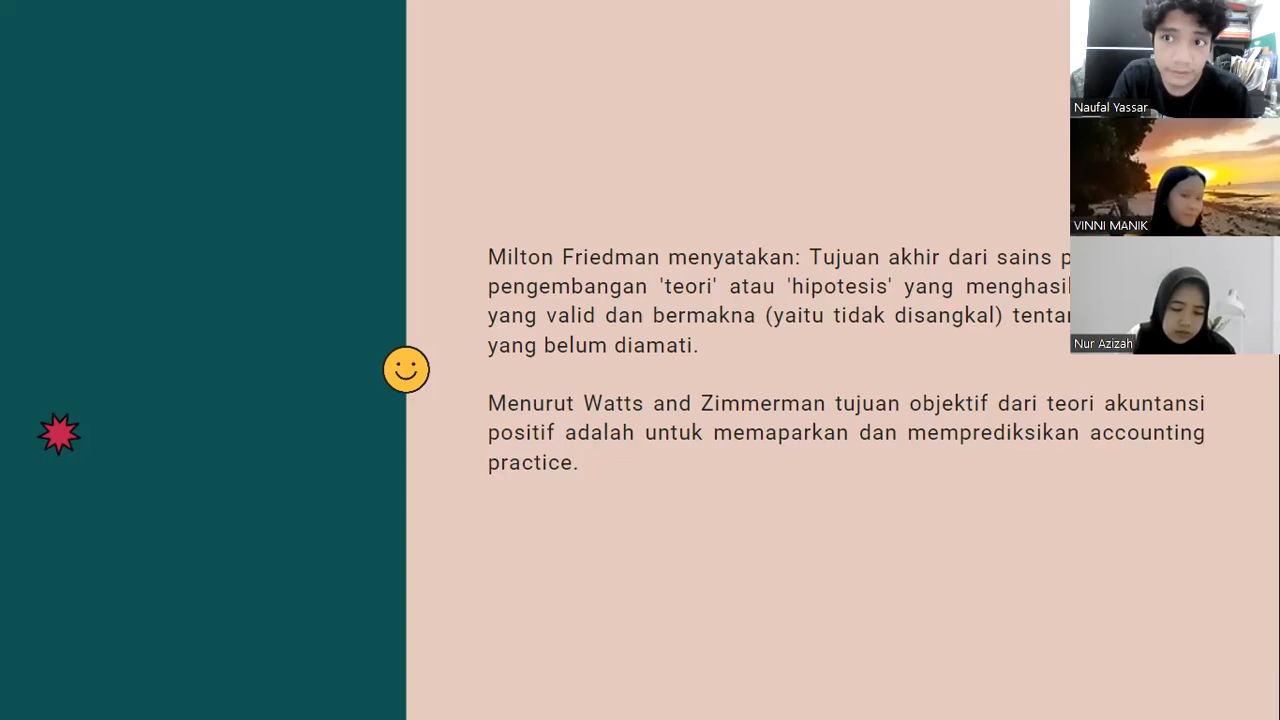 Milton Friedman menyatakan: Tujuan akhir dari sains
pengembangan 'teori' atau 'hipotesis' yang
yang valid dan bermakna (yaitu tidak disangkal)
yang belum diamati.
Menurut Watts and Zimmerman tujuan objektif dari teori akuntansi
positif adalah untuk memaparkan dan memprediksikan accounting
practice.
Naufal Yassar
VINNI MANIK
Nur Azizah